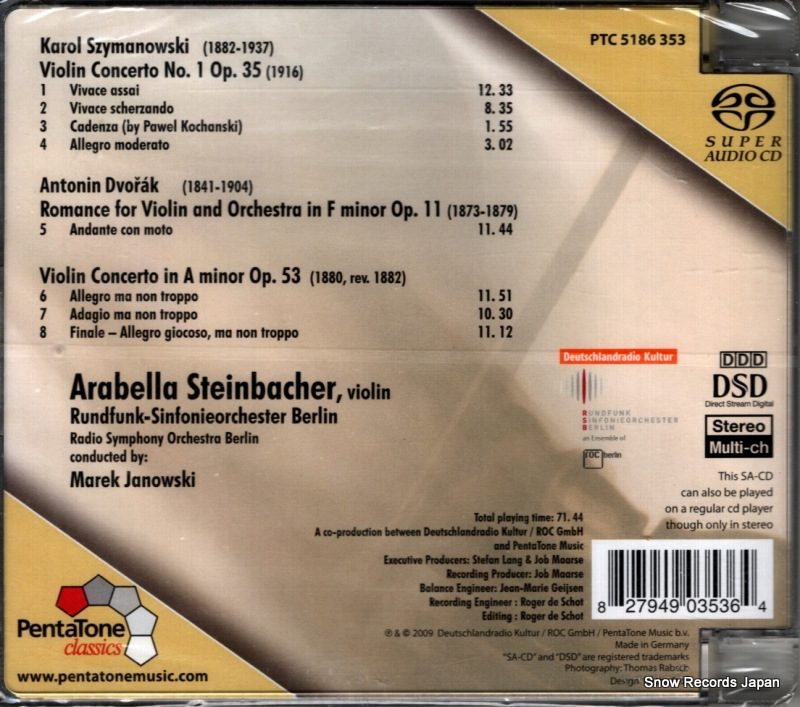 Karol Szymanowski (1882-1937)
PTC 5186 353
Violin Concerto No. 1 Op. 35 (1916)
1 Vivace assai 12. 33
2 Vivace scherzando 8. 35
3 Cadenza (by Pawel Kochanski) 1. 55
4 Allegro moderato 3. 02
SUPER
AUDIO CD
Antonin Dvořák (1841-1904)
Romance for Violin and Orchestra in F minor Op. 11 (1873-1879)
5 Andante con moto 11. 44
Violin Concerto in A minor Op. 53 (1880, rev. 1882)
6 Allegro ma non troppo 11. 51
7 Adagio ma non troppo 10. 30
8 Finale – Allegro giocoso, ma non troppo 11. 12
Arabella Steinbacher, violin
Rundfunk-Sinfonieorchester Berlin
Radio Symphony Orchestra Berlin
conducted by:
Marek Janowski
Deutschlandradio Kultur
RUNDFUNK
SINFONIEORCHESTER
BERLIN
an Ensemble of
roc berlin
DDD
DSD
Direct Stream Digital
Stereo
Multi-ch
This SA-CD
can also be played
on a regular cd player
though only in stereo
Total playing time: 71. 44
A co-production between Deutschlandradio Kultur / ROC GmbH
and PentaTone Music
Executive Producers: Stefan Lang & Job Maarse
Recording Producer: Job Maarse
Balance Engineer: Jean-Marie Geijsen
Recording Engineer : Roger de Schot
Editing : Roger de Schot
8 27949 03536 4
℗ & © 2009 Deutschlandradio Kultur / ROC GmbH / PentaTone Music b.v.
Made in Germany
"SA-CD" and "DSD" are registered trademarks
Photography: Thomas Rabsch
PentaTone
classics
www.pentatonemusic.com
Snow Records Japan